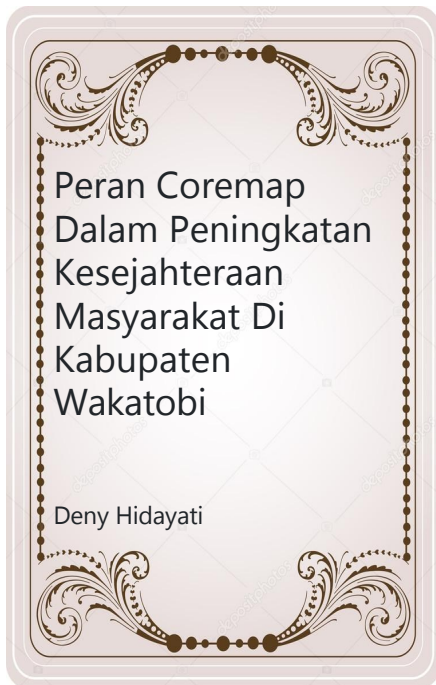 Peran Coremap
Dalam Peningkatan
Kesejahteraan
Masyarakat Di
Kabupaten
Wakatobi
Deny Hidayati